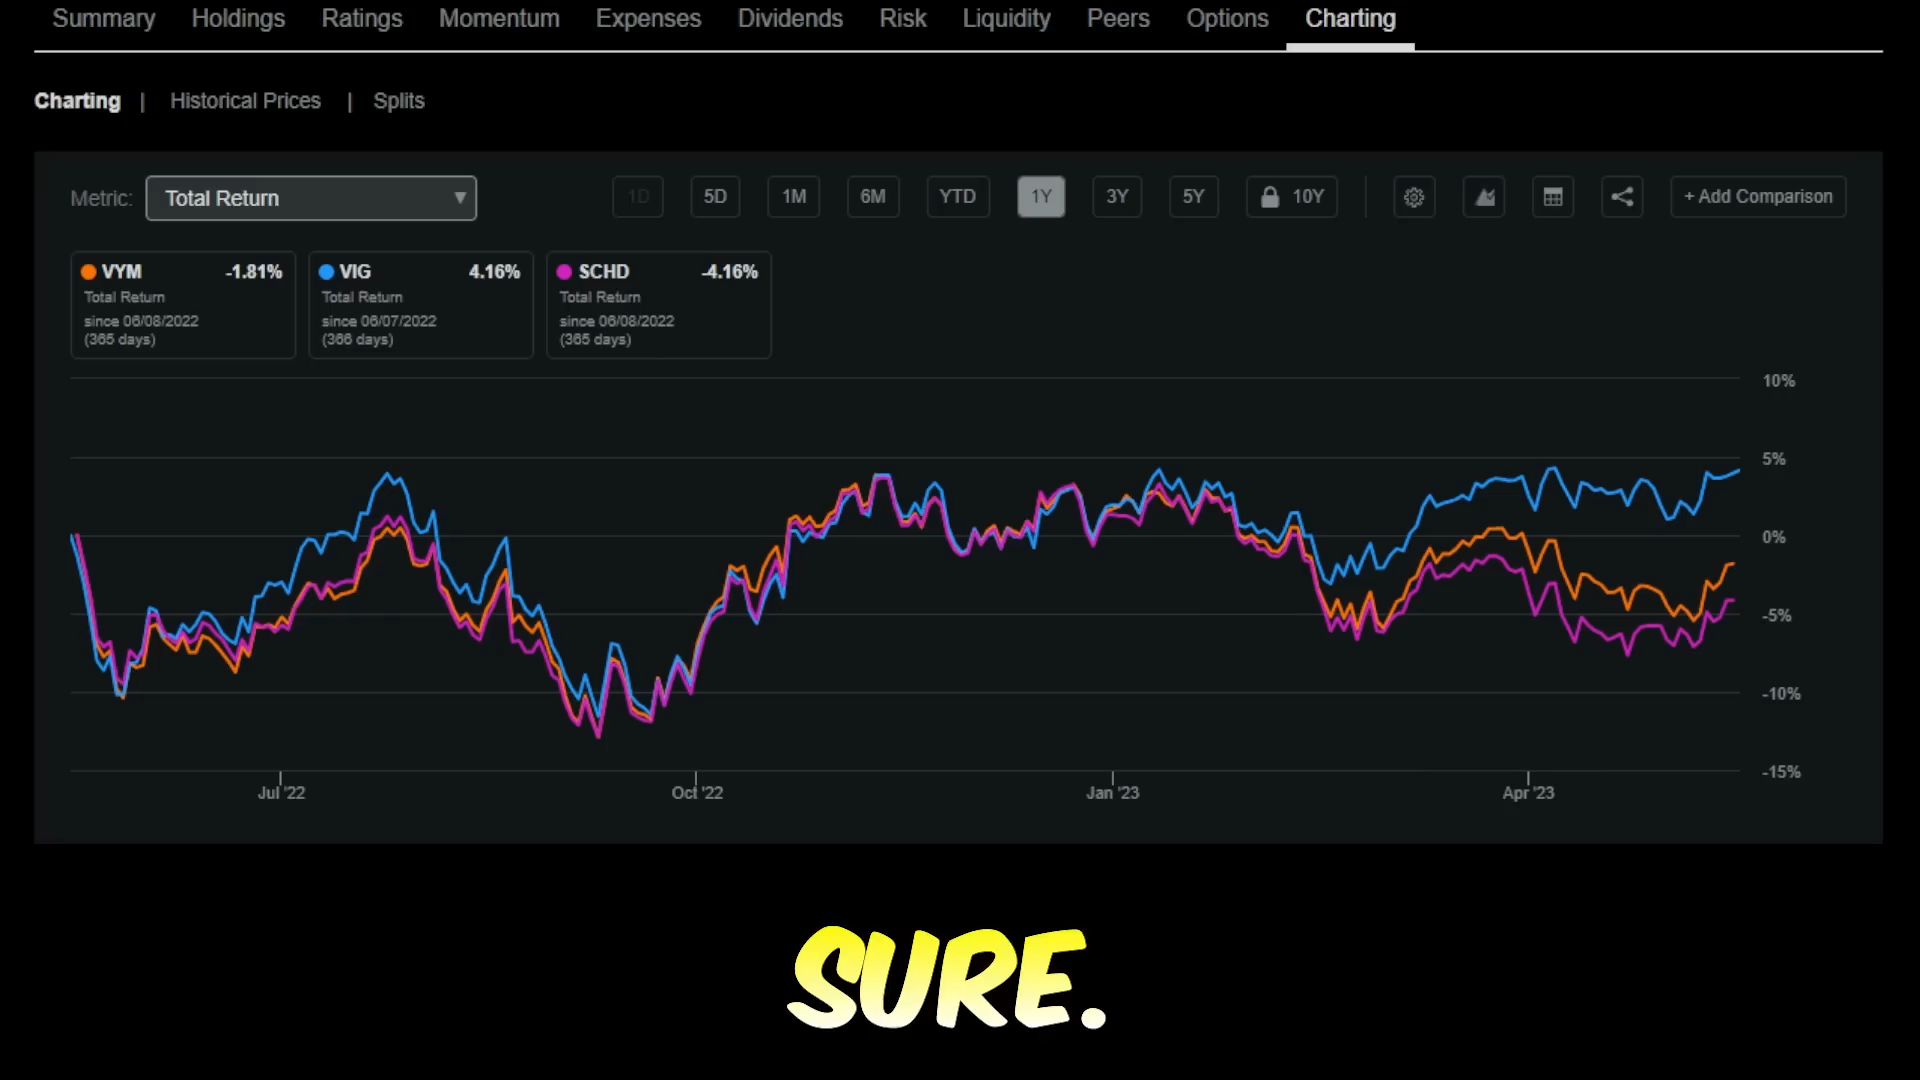 Summary Holdings Ratings Momentum Expenses Dividends Risk Liquidity Peers Options Charting
Charting | Historical Prices | Splits
Metric: Total Return 1D 5D 1M 6M YTD 1Y 3Y 5Y 10Y + Add Comparison
VYM -1.81%
Total Return
since 06/08/2022
(365 days)
VIG 4.16%
Total Return
since 06/07/2022
(366 days)
SCHD -4.16%
Total Return
since 06/08/2022
(365 days)
10%
5%
0%
-5%
-10%
-15%
Jul '22 Oct '22 Jan '23 Apr '23
SURE.